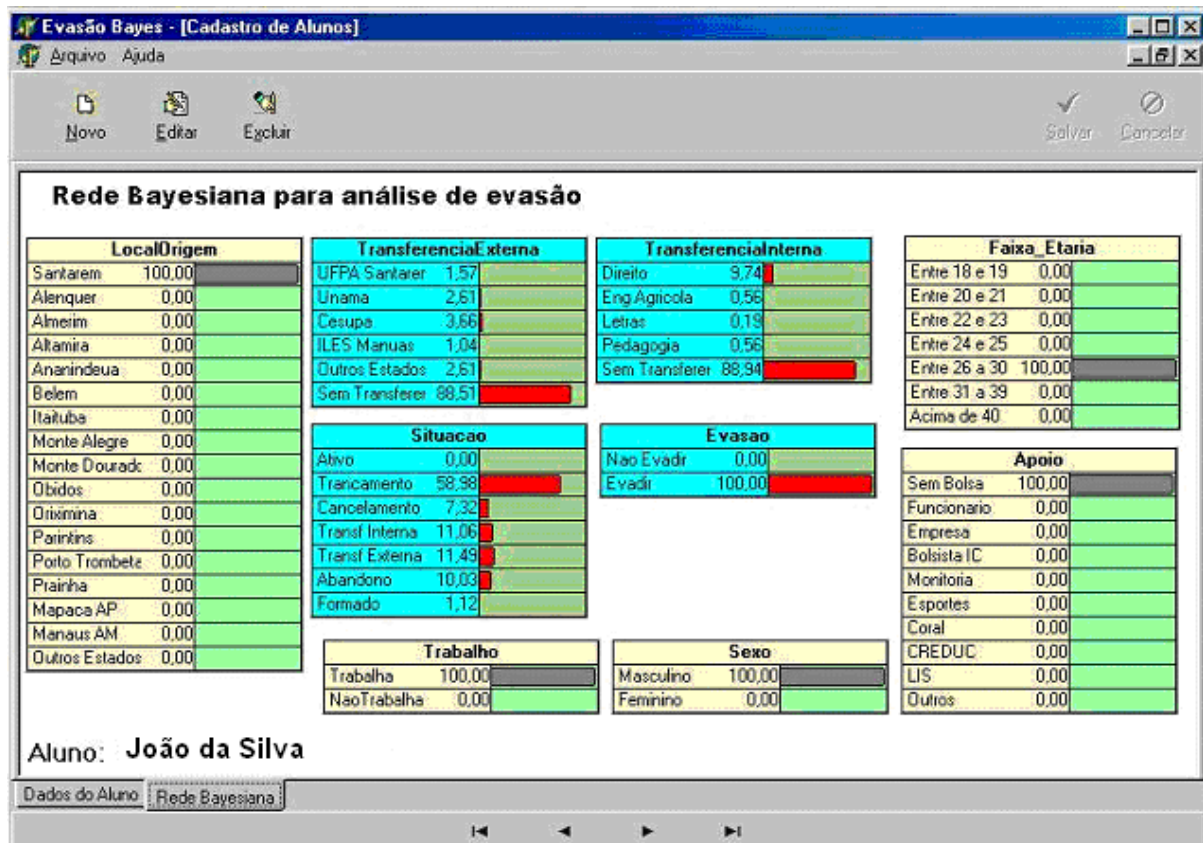 Evasão Bayes - [Cadastro de Alunos]
Arquivo Ajuda
Novo Editar Excluir Salvar Cancelar
Rede Bayesiana para análise de evasão
LocalOrigem
Santarem 100,00
Alenquer 0,00
Almerim 0,00
Altamira 0,00
Ananindeua 0,00
Belem 0,00
Itaituba 0,00
Monte Alegre 0,00
Monte Dourado 0,00
Obidos 0,00
Oriximina 0,00
Parintins 0,00
Porto Trombeta 0,00
Prainha 0,00
Mapaca AP 0,00
Manaus AM 0,00
Outros Estados 0,00
TransferenciaExterna
UFPA Santarer 1,57
Unama 2,61
Cesupa 3,66
ILES Manuas 1,04
Outros Estados 2,61
Sem Transferer 88,51
TransferenciaInterna
Direito 9,74
Eng Agricola 0,56
Letras 0,19
Pedagogia 0,56
Sem Transferer 88,94
Faixa_Etaria
Entre 18 e 19 0,00
Entre 20 e 21 0,00
Entre 22 e 23 0,00
Entre 24 e 25 0,00
Entre 26 a 30 100,00
Entre 31 a 39 0,00
Acima de 40 0,00
Situacao
Ativo 0,00
Trancamento 58,98
Cancelamento 7,32
Transf Interna 11,06
Transf Externa 11,49
Abandono 10,03
Formado 1,12
Evasao
Nao Evadir 0,00
Evadir 100,00
Apoio
Sem Bolsa 100,00
Funcionario 0,00
Empresa 0,00
Bolsista IC 0,00
Monitoria 0,00
Esportes 0,00
Coral 0,00
CREDUC 0,00
LIS 0,00
Outros 0,00
Trabalho
Trabalha 100,00
NaoTrabalha 0,00
Sexo
Masculino 100,00
Feminino 0,00
Aluno: João da Silva
Dados do Aluno Rede Bayesiana